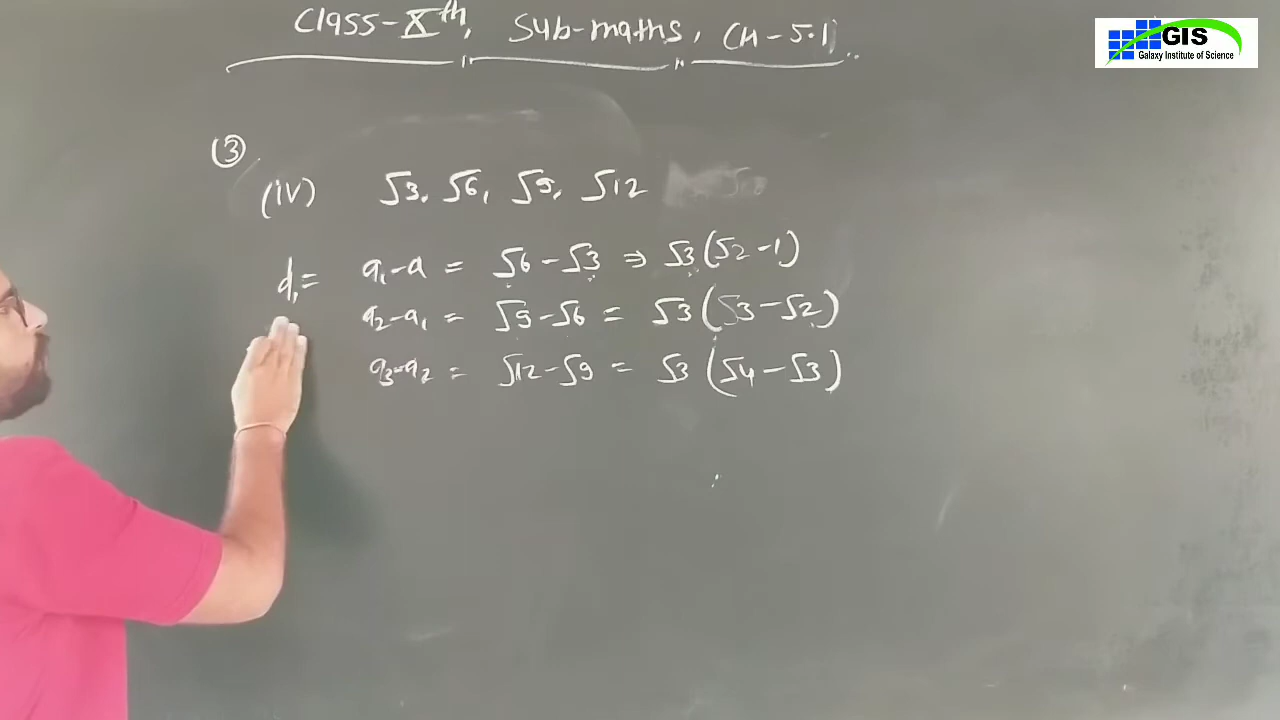 Class-Xth, Sub-maths, CH-5.1
GIS
Galaxy Institute of Science
③
(iv) √3, √6, √9, √12
d₁= a₁-a = √6-√3 ⇒ √3(√2-1)
a₂-a₁ = √9-√6 = √3(√3-√2)
a₃-a₂ = √12-√9 = √3(√4-√3)